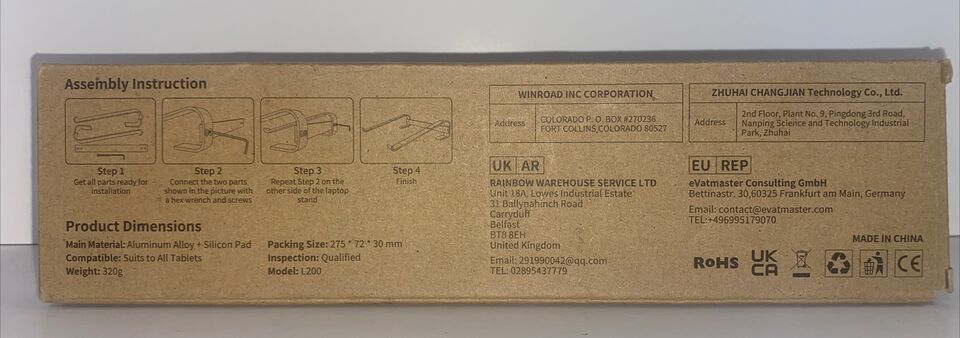 Assembly Instruction
Step 1
Get all parts ready for
installation
Step 2
Connect the two parts
shown in the picture with
a hex wrench and screws
Step 3
Repeat Step 2 on the
other side of the laptop
stand
Step 4
Finish
Product Dimensions
Main Material: Aluminum Alloy + Silicon Pad
Compatible: Suits to All Tablets
Weight: 320g
Packing Size: 275 * 72 * 30 mm
Inspection: Qualified
Model: L200
WINROAD INC CORPORATION
Address
COLORADO P. O. BOX #270236
FORT COLLINS,COLORADO 80527
ZHUHAI CHANGJIAN Technology Co., Ltd.
Address
2nd Floor, Plant No. 9, Pingdong 3rd Road,
Nanping Science and Technology Industrial
Park, Zhuhai
UK AR
RAINBOW WAREHOUSE SERVICE LTD
Unit 18A, Lowes Industrial Estate
31 Ballynahinch Road
Carryduff
Belfast
BT8 8EH
United Kingdom
Email: 291990042@qq.com
TEL: 02895437779
EU REP
eVatmaster Consulting GmbH
Bettinastr. 30,60325 Frankfurt am Main, Germany
Email: contact@evatmaster.com
TEL:+496995179070
MADE IN CHINA
RoHS
UK
CA
CE